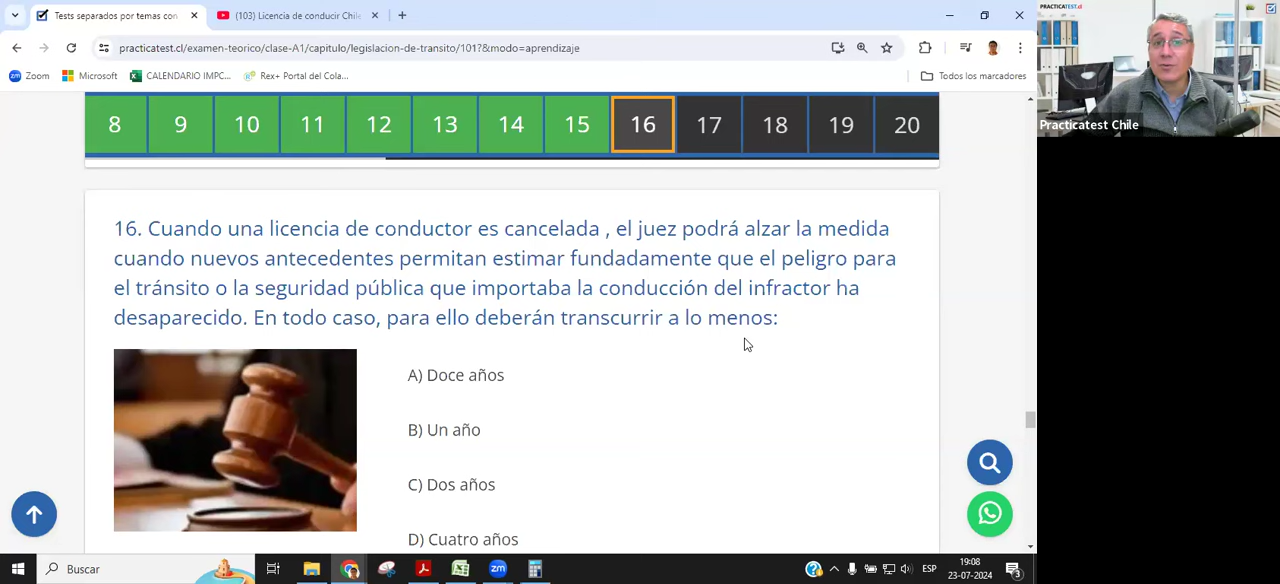 Tests separados por temas con
(103) Licencia de conducir
practicatest.cl/examen-teorico/clase-A1/capitulo/legislacion-de-transito/101?&modo=aprendizaje
Zoom
Microsoft
CALENDARIO IMPC...
Rex+ Portal del Cola...
Todos los marcadores
PRACTICATEST.cl
Practicatest Chile
8 9 10 11 12 13 14 15 16 17 18 19 20
16. Cuando una licencia de conductor es cancelada , el juez podrá alzar la medida
cuando nuevos antecedentes permitan estimar fundadamente que el peligro para
el tránsito o la seguridad pública que importaba la conducción del infractor ha
desaparecido. En todo caso, para ello deberán transcurrir a lo menos:
A) Doce años
B) Un año
C) Dos años
D) Cuatro años
Buscar
zm
ESP
19:08
23-07-2024
3